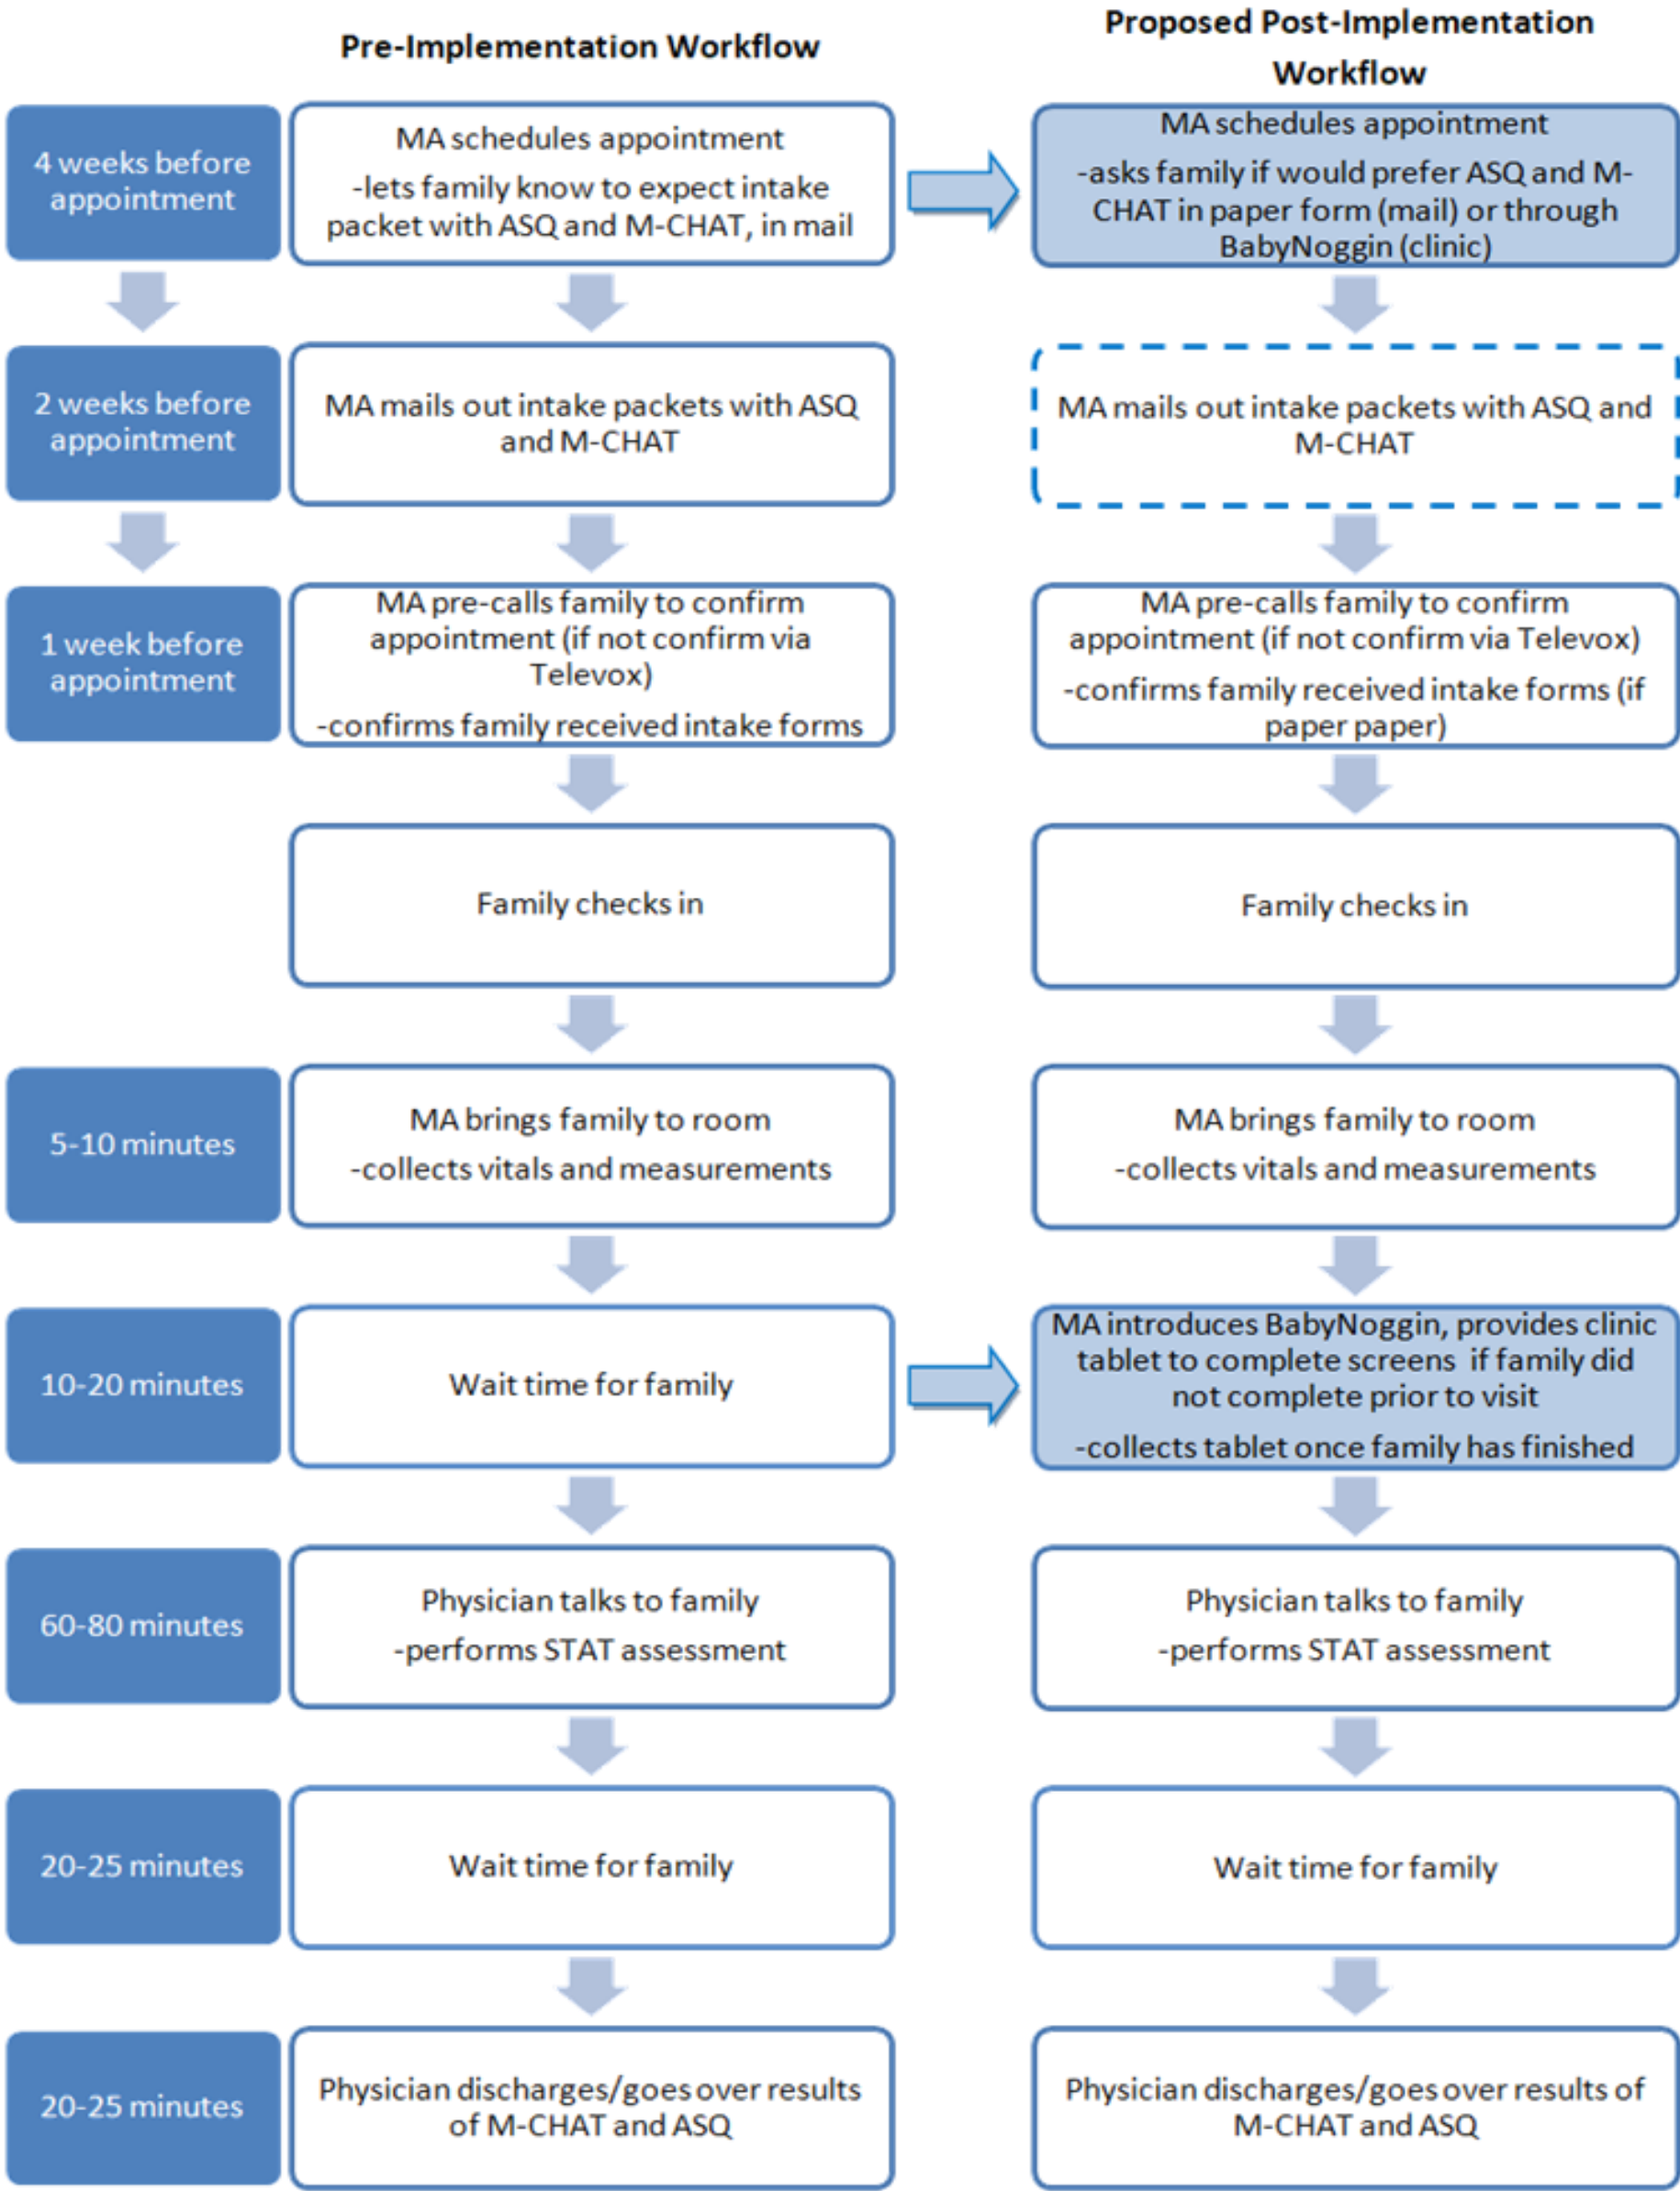 Pre-Implementation Workflow
Proposed Post-Implementation
Workflow
4 weeks before
appointment
MA schedules appointment
-lets family know to expect intake
packet with ASQ and M-CHAT, in mail
MA schedules appointment
-asks family if would prefer ASQ and M-
CHAT in paper form (mail) or through
BabyNoggin (clinic)
2 weeks before
appointment
MA mails out intake packets with ASQ
and M-CHAT
MA mails out intake packets with ASQ and
M-CHAT
1 week before
appointment
MA pre-calls family to confirm
appointment (if not confirm via
Televox)
-confirms family received intake forms
MA pre-calls family to confirm
appointment (if not confirm via Televox)
-confirms family received intake forms (if
paper paper)
Family checks in
Family checks in
5-10 minutes
MA brings family to room
-collects vitals and measurements
MA brings family to room
-collects vitals and measurements
10-20 minutes
Wait time for family
MA introduces BabyNoggin, provides clinic
tablet to complete screens if family did
not complete prior to visit
-collects tablet once family has finished
60-80 minutes
Physician talks to family
-performs STAT assessment
Physician talks to family
-performs STAT assessment
20-25 minutes
Wait time for family
Wait time for family
20-25 minutes
Physician discharges/goes over results
of M-CHAT and ASQ
Physician discharges/goes over results of
M-CHAT and ASQ